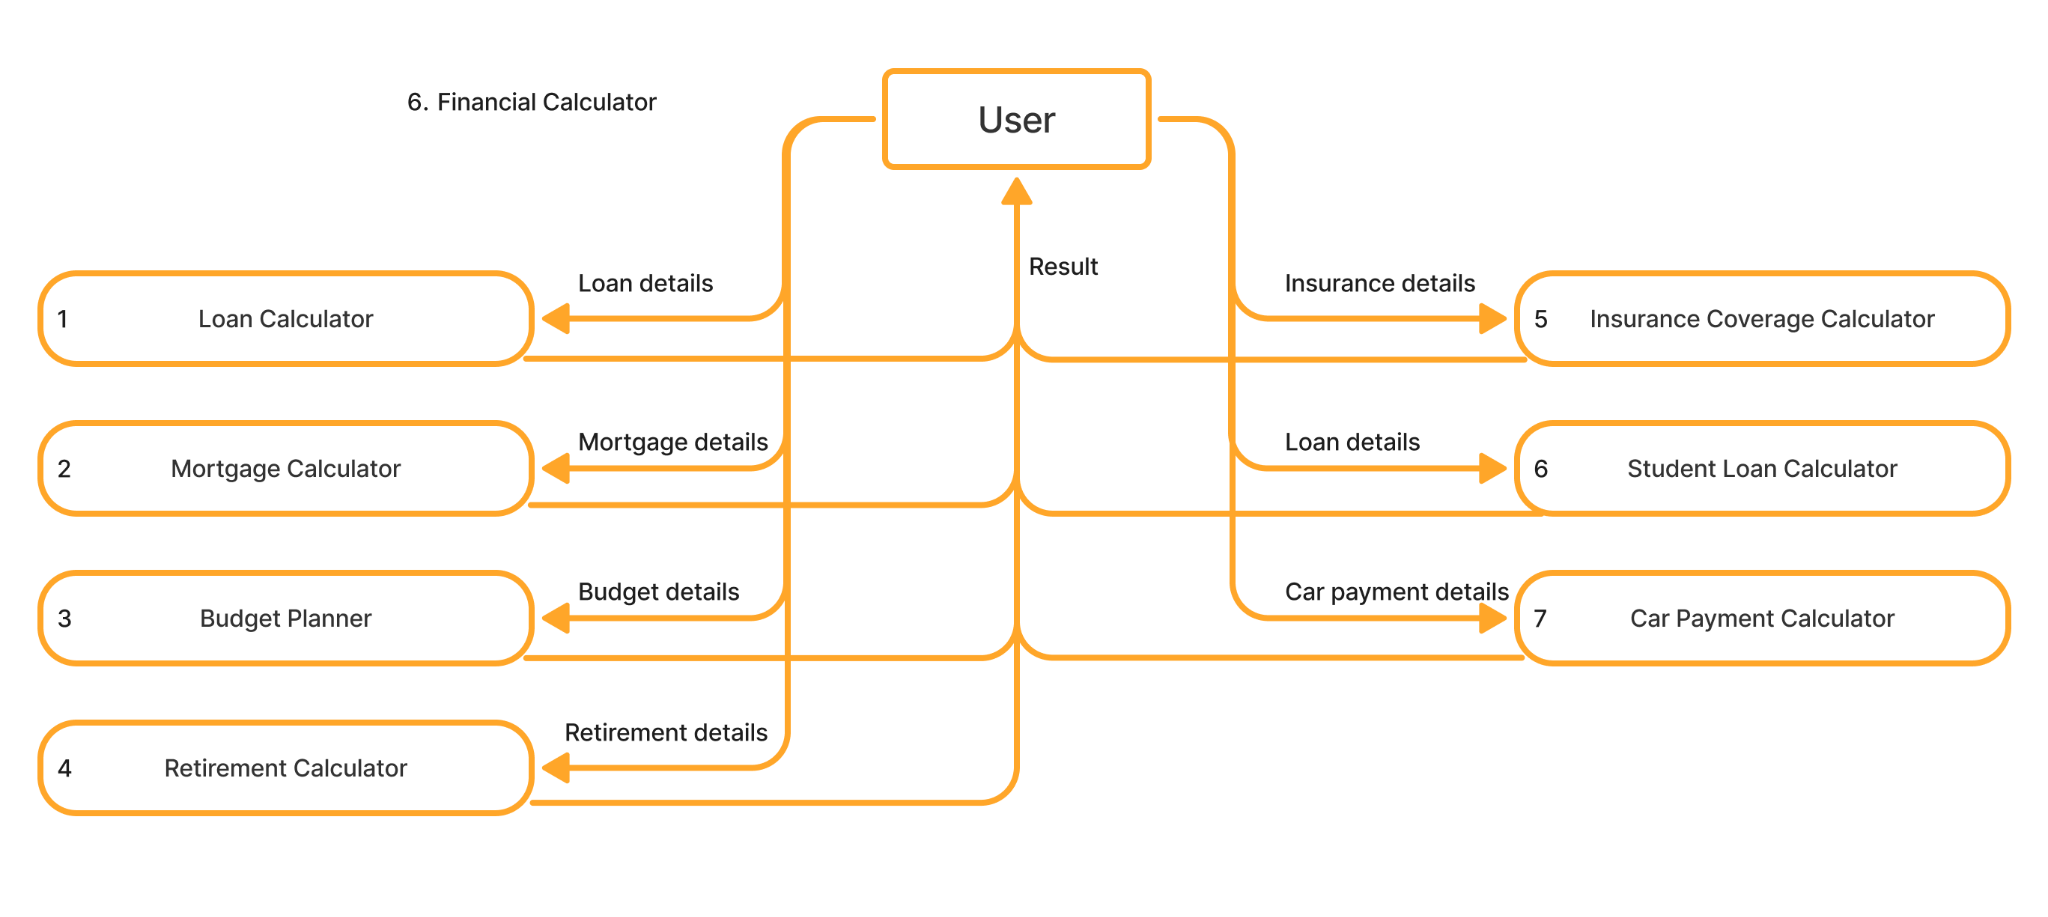 6. Financial Calculator
User
Result
Loan details
1 Loan Calculator
Mortgage details
2 Mortgage Calculator
Budget details
3 Budget Planner
Retirement details
4 Retirement Calculator
Insurance details
5 Insurance Coverage Calculator
Loan details
6 Student Loan Calculator
Car payment details
7 Car Payment Calculator